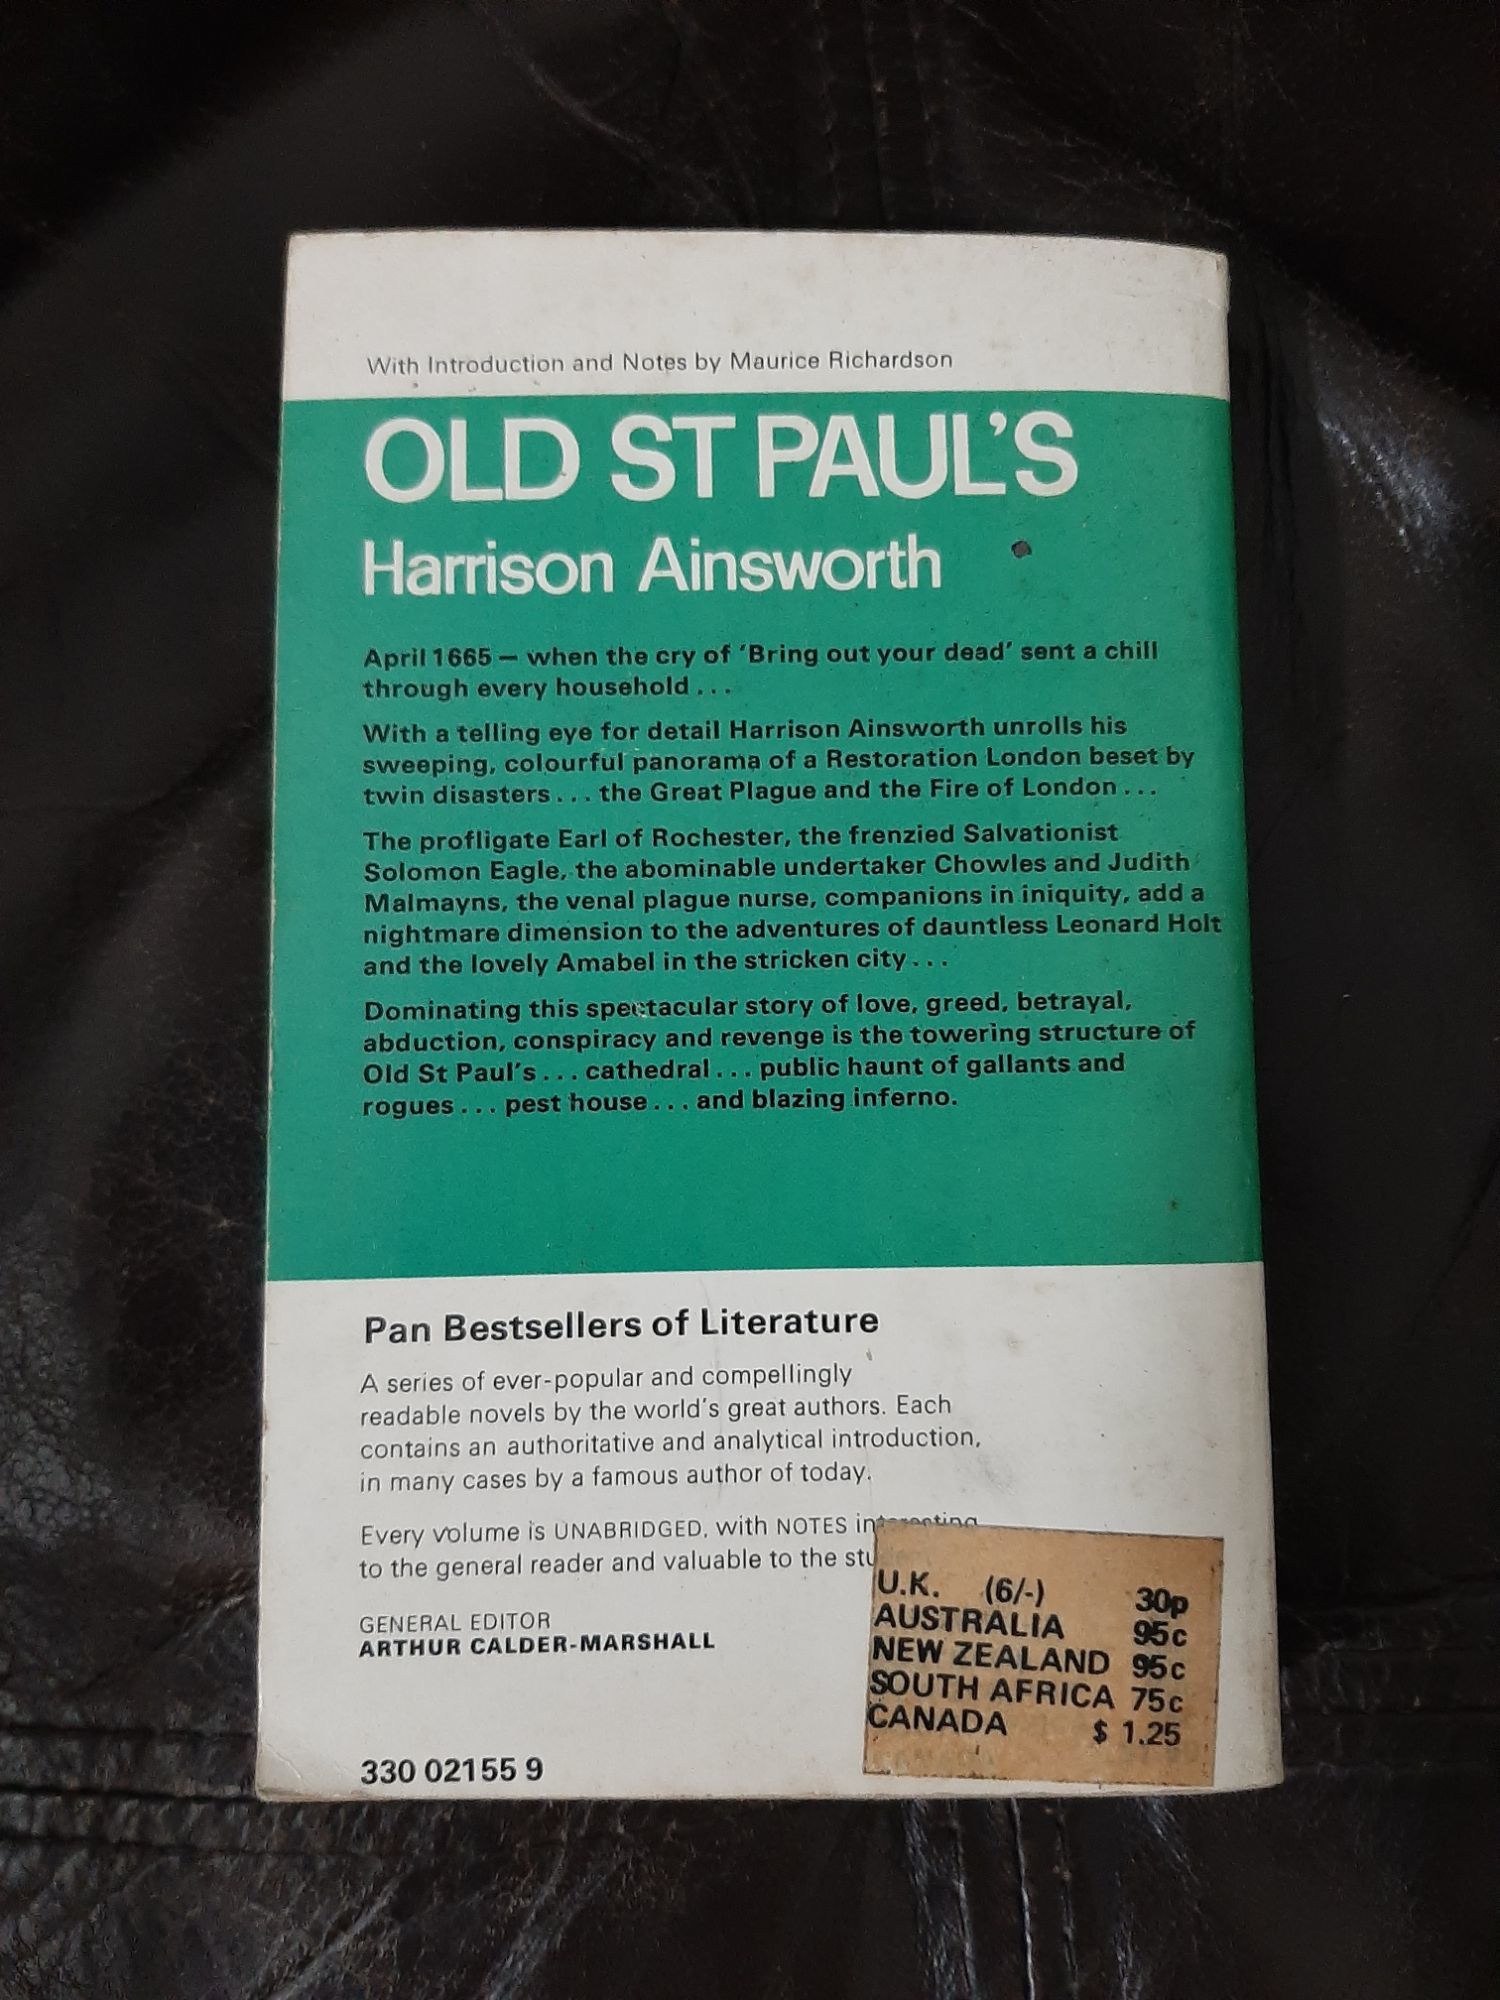 With Introduction and Notes by Maurice Richardson
OLD ST PAUL'S
Harrison Ainsworth
April 1665 — when the cry of 'Bring out your dead' sent a chill
through every household . . .
With a telling eye for detail Harrison Ainsworth unrolls his
sweeping, colourful panorama of a Restoration London beset by
twin disasters . . . the Great Plague and the Fire of London . . .
The profligate Earl of Rochester, the frenzied Salvationist
Solomon Eagle, the abominable undertaker Chowles and Judith
Malmayns, the venal plague nurse, companions in iniquity, add a
nightmare dimension to the adventures of dauntless Leonard Holt
and the lovely Amabel in the stricken city . . .
Dominating this spectacular story of love, greed, betrayal,
abduction, conspiracy and revenge is the towering structure of
Old St Paul's . . . cathedral . . . public haunt of gallants and
rogues . . . pest house . . . and blazing inferno.
Pan Bestsellers of Literature
A series of ever-popular and compellingly
readable novels by the world's great authors. Each
contains an authoritative and analytical introduction,
in many cases by a famous author of today.
Every volume is UNABRIDGED, with NOTES interesting
to the general reader and valuable to the
GENERAL EDITOR
ARTHUR CALDER-MARSHALL
330 02155 9
U.K. (6/-) 30p
AUSTRALIA 95c
NEW ZEALAND 95c
SOUTH AFRICA 75c
CANADA $ 1.25